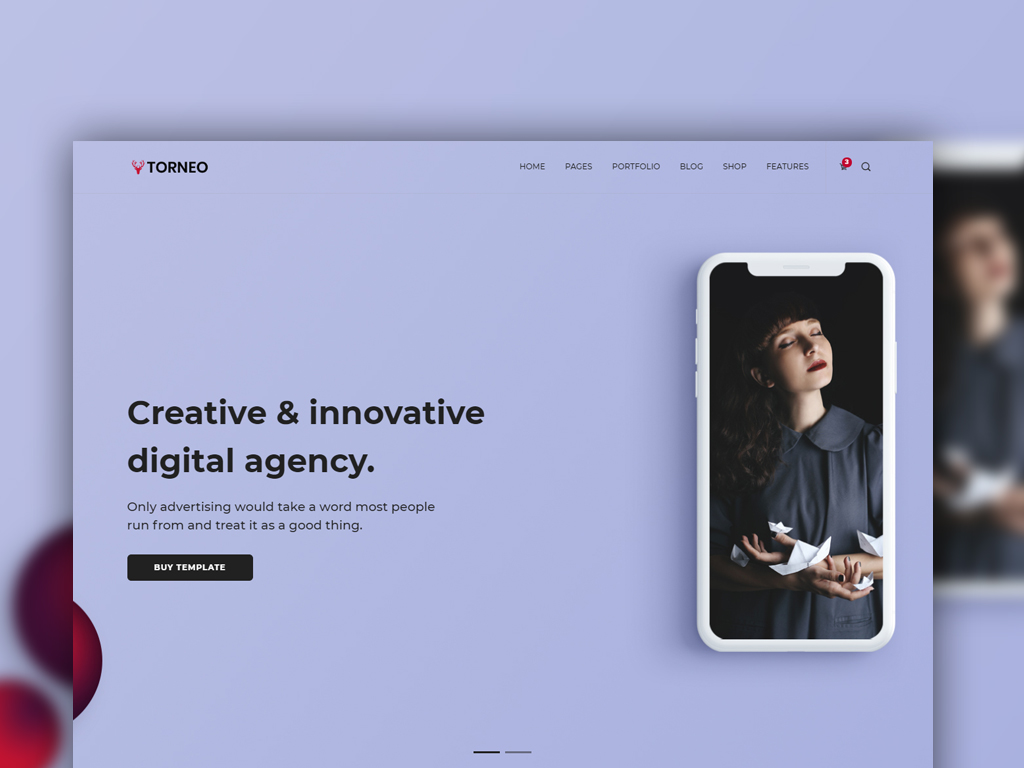 TORNEO
HOME PAGES PORTFOLIO BLOG SHOP FEATURES 3
Creative & innovative
digital agency.
Only advertising would take a word most people
run from and treat it as a good thing.
BUY TEMPLATE